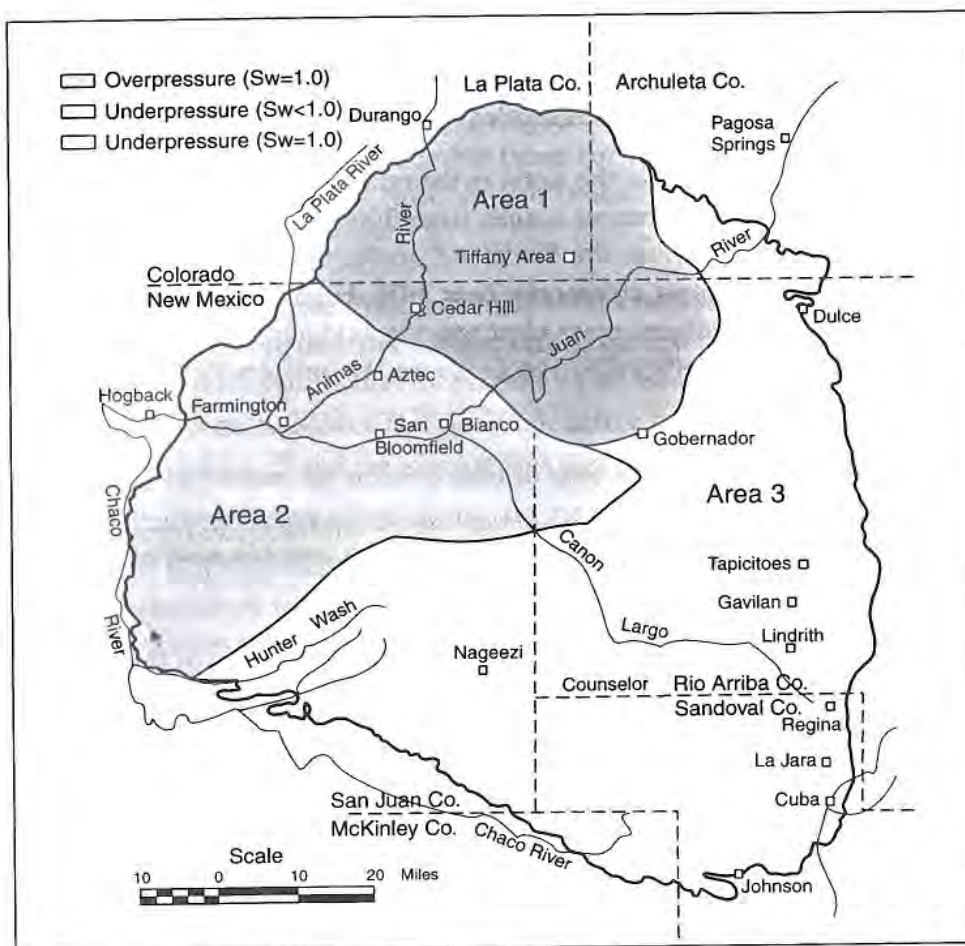 Overpressure (Sw=1.0)
Underpressure (Sw<1.0)
Underpressure (Sw=1.0)
La Plata Co.
Archuleta Co.
Durango
Pagosa
Springs
La Plata River
River
Area 1
Tiffany Area
River
Colorado
New Mexico
Cedar Hill
Dulce
Juan
Animas
Aztec
Hogback
Farmington
San
Bianco
Bloomfield
Gobernador
Area 3
Chaco
River
Area 2
Canon
Largo
Tapicitoes
Gavilan
Lindrith
Hunter Wash
Nageezi
Counselor
Rio Arriba Co.
Sandoval Co.
Regina
La Jara
Cuba
San Juan Co.
McKinley Co.
Chaco River
Johnson
Scale
10 0 10 20 Miles